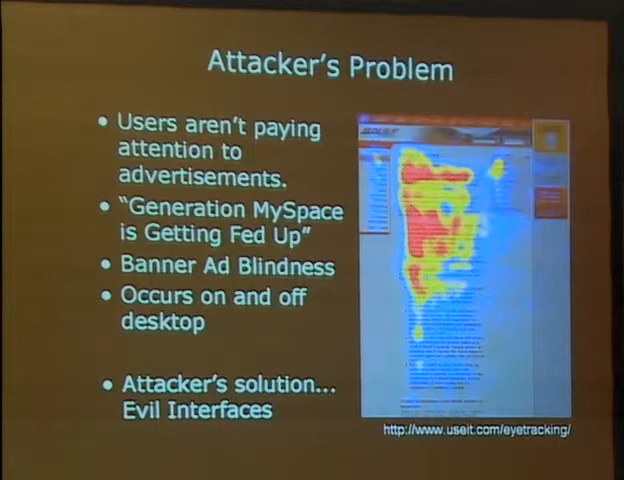 Attacker's Problem
• Users aren't paying
attention to
advertisements.
• "Generation MySpace
is Getting Fed Up"
• Banner Ad Blindness
• Occurs on and off
desktop
• Attacker's solution...
Evil Interfaces
http://www.useit.com/eyetracking/